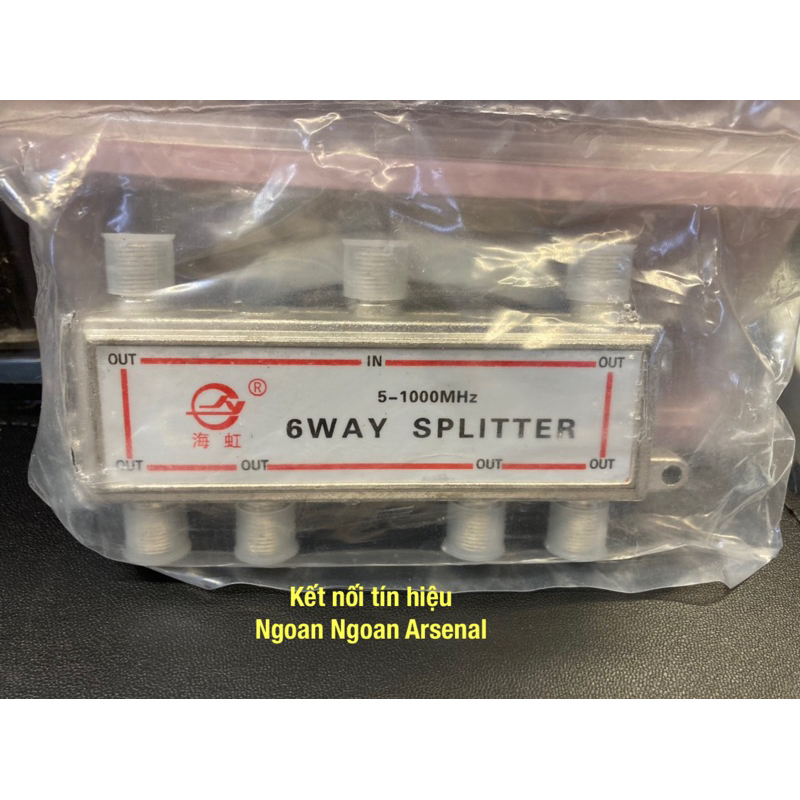 OUT IN OUT
®
5-1000MHz
海虹
6WAY SPLITTER
OUT OUT OUT OUT
Kết nối tín hiệu
Ngoan Ngoan Arsenal